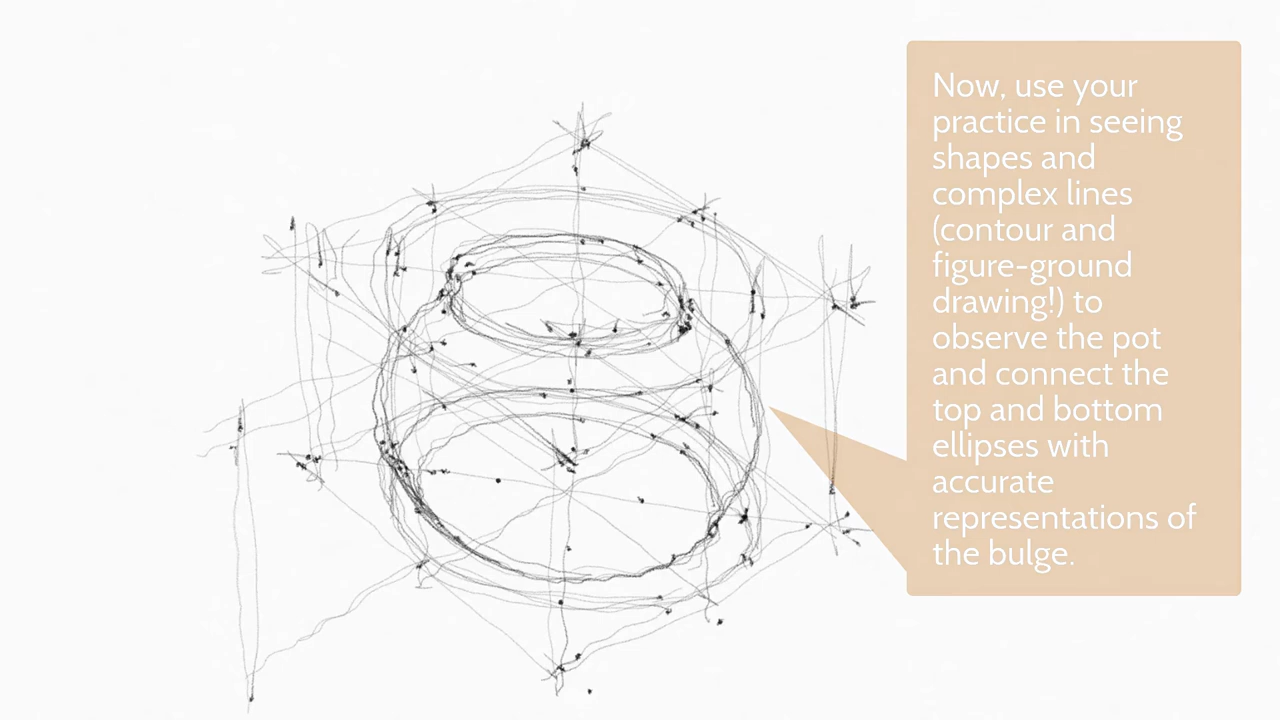 Now, use your
practice in seeing
shapes and
complex lines
(contour and
figure-ground
drawing!) to
observe the pot
and connect the
top and bottom
ellipses with
accurate
representations of
the bulge.